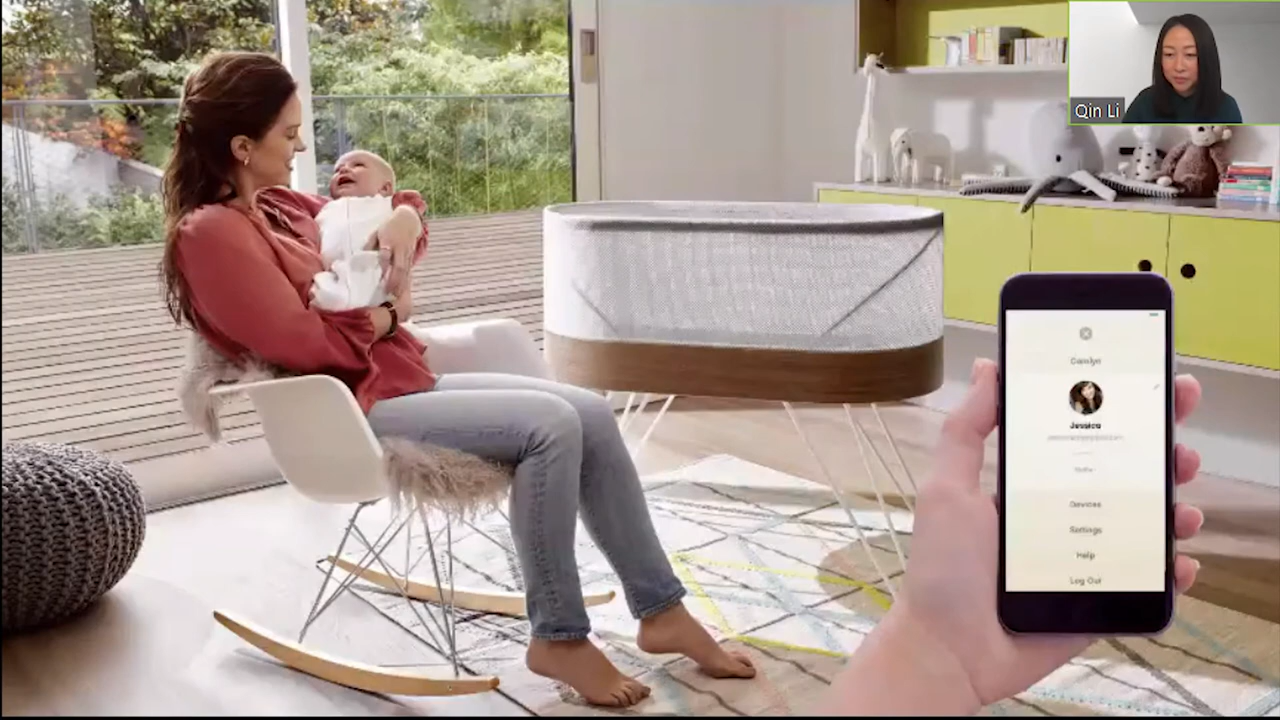 Qin Li
Carolyn
Jessica
Devices
Settings
Help
Log Out